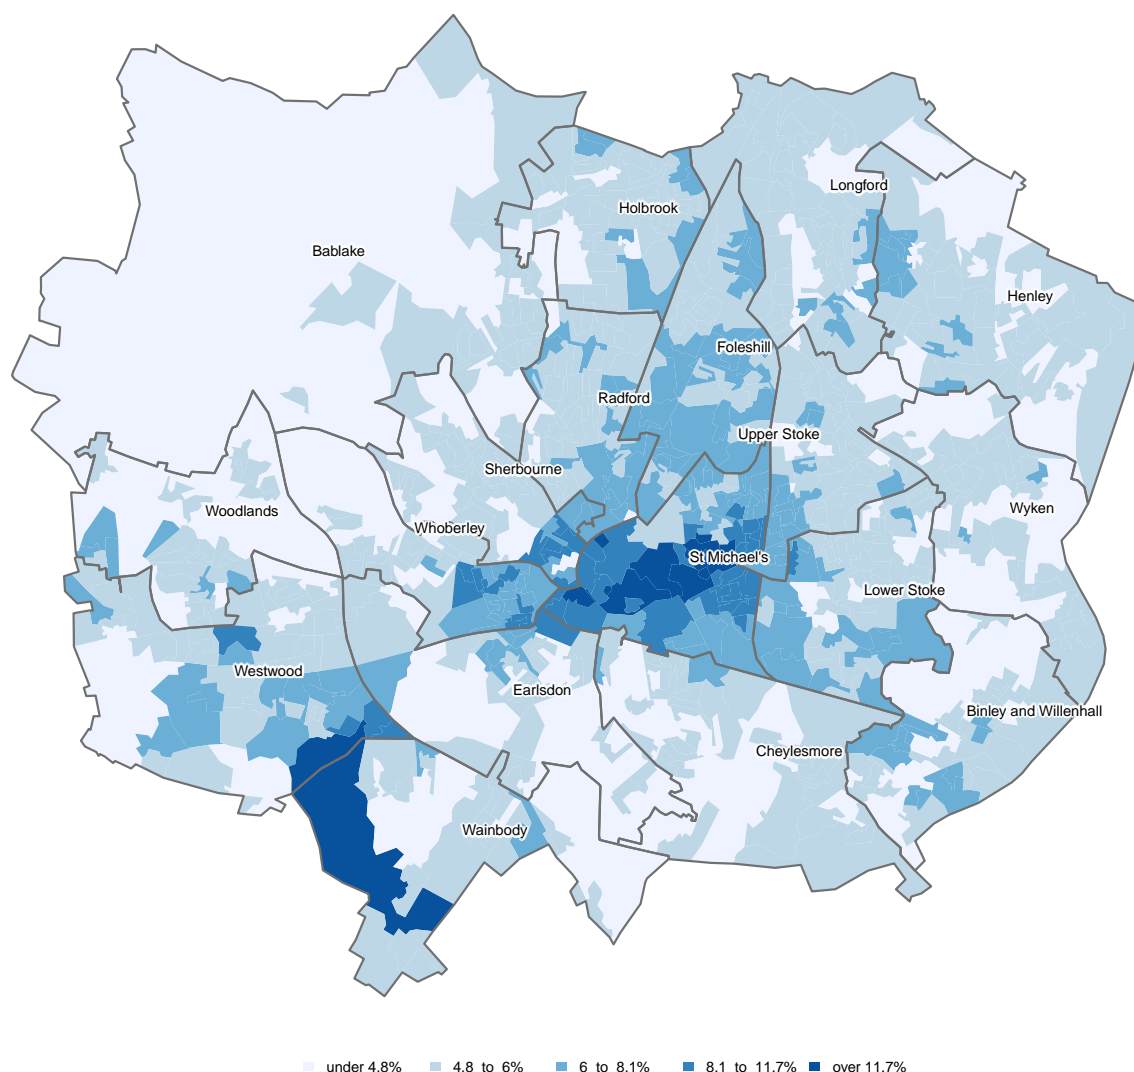 Longford
Holbrook
Bablake
Henley
Foleshill
Radford
Upper Stoke
Sherbourne
Woodlands
Wyken
Whoberley
St Michael's
Lower Stoke
Westwood
Earlsdon
Binley and Willenhall
Cheylesmore
Wainbody
under 4.8% 4.8 to 6% 6 to 8.1% 8.1 to 11.7% over 11.7%